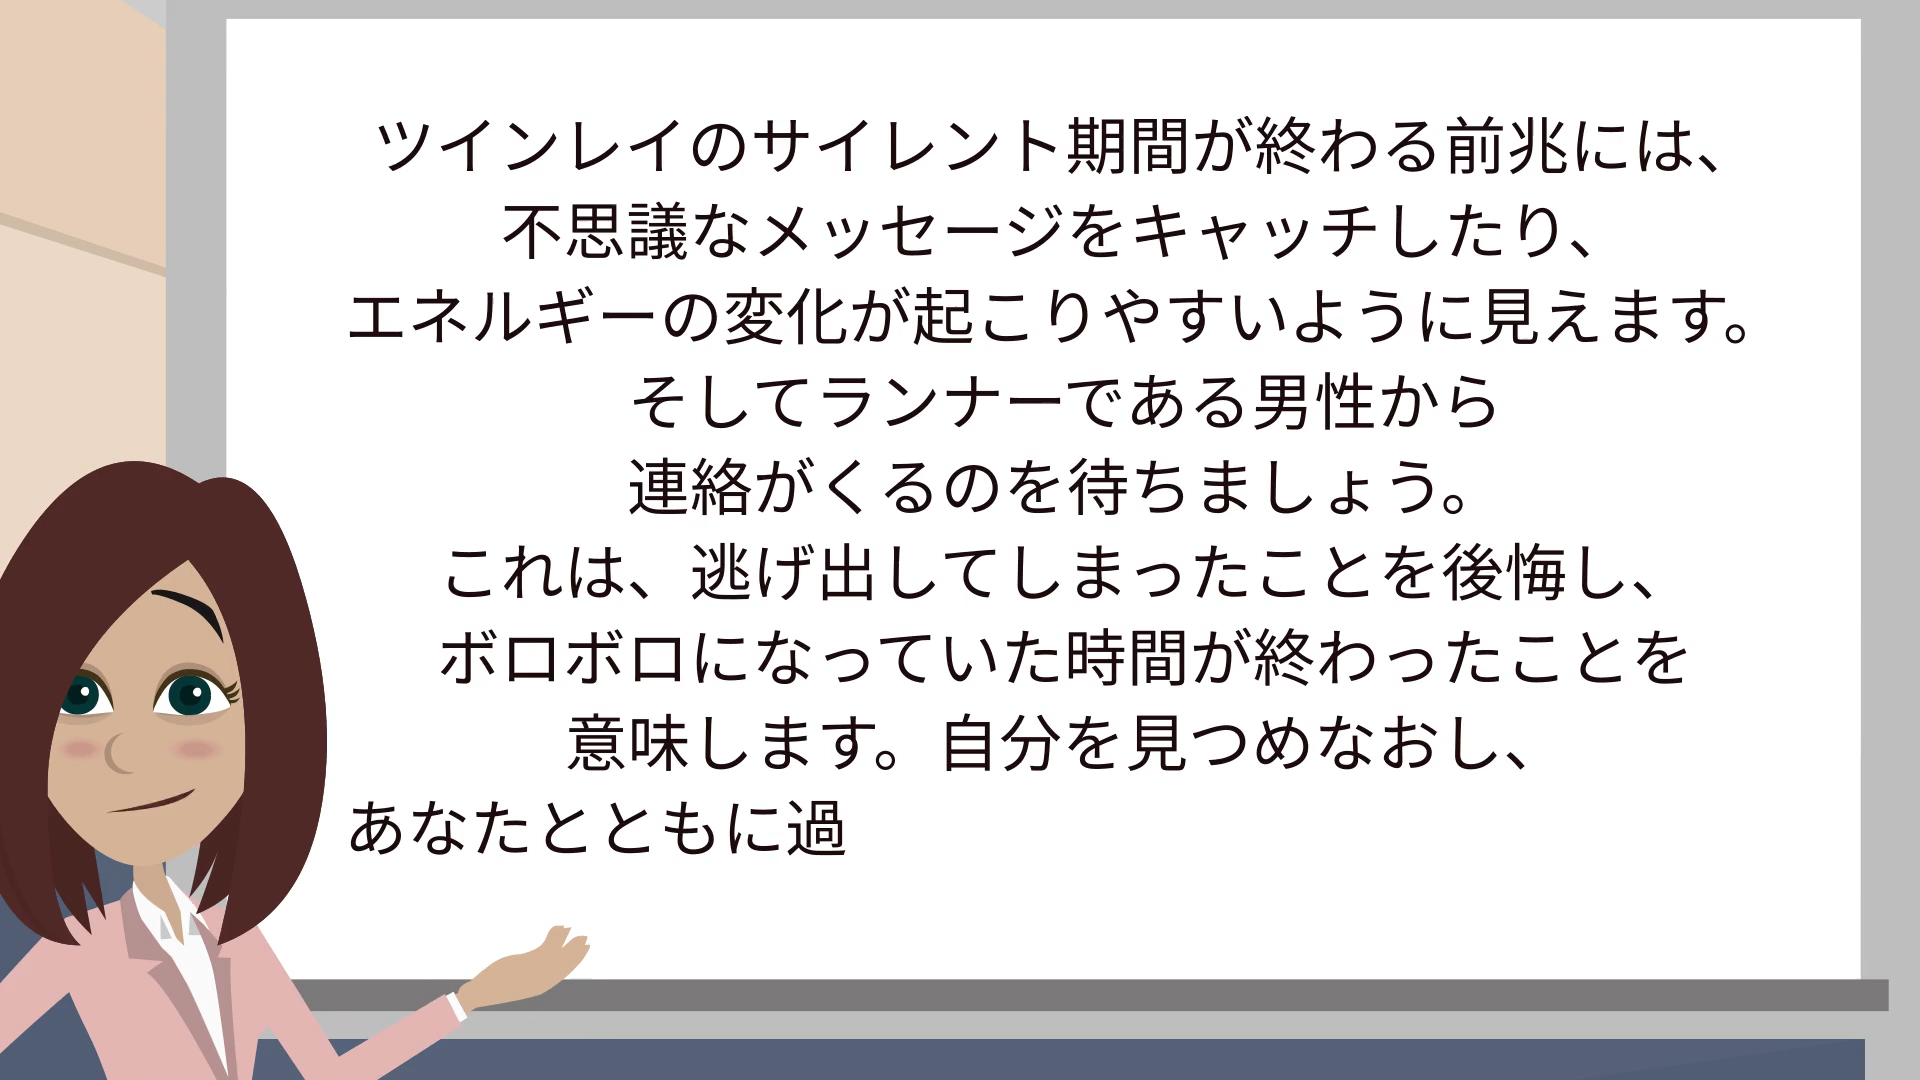 ツインレイのサイレント期間が終わる前兆には、
不思議なメッセージをキャッチしたり、
エネルギーの変化が起こりやすいように見えます。
そしてランナーである男性から
連絡がくるのを待ちましょう。
これは、逃げ出してしまったことを後悔し、
ボロボロになっていた時間が終わったことを
意味します。自分を見つめなおし、
あなたとともに過